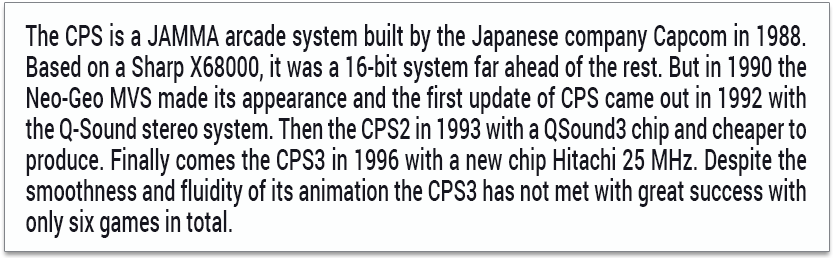 The CPS is a JAMMA arcade system built by the Japanese company Capcom in 1988.
Based on a Sharp X68000, it was a 16-bit system far ahead of the rest. But in 1990 the
Neo-Geo MVS made its appearance and the first update of CPS came out in 1992 with
the Q-Sound stereo system. Then the CPS2 in 1993 with a QSound3 chip and cheaper to
produce. Finally comes the CPS3 in 1996 with a new chip Hitachi 25 MHz. Despite the
smoothness and fluidity of its animation the CPS3 has not met with great success with
only six games in total.